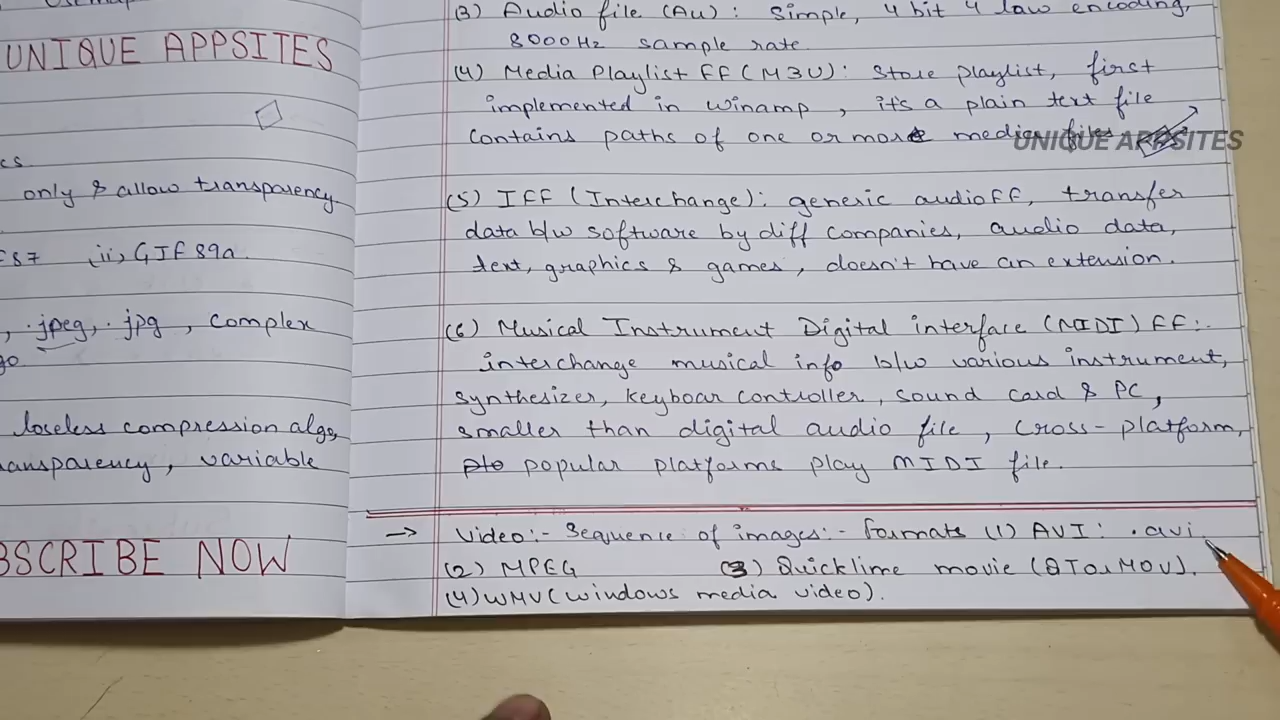 UNIQUE APPSITES
cs.
only & allow transparency
F87 (ii) GIF89a.
, .jpeg, .jpg, complex
go
loseless compression algo,
ransparency, variable
BSCRIBE NOW
(3) Audio file (AU): Simple, 4 bit 4 law encoding,
8000Hz sample rate.
(4) Media Playlist FF (M3U): Store playlist, first
implemented in winamp, it's a plain text file
contains paths of one or more media files
UNIQUE APPSITES
(5) IFF (Interchange): generic audio FF, transfer
data b/w software by diff companies, audio data,
text, graphics & games, doesn't have an extension.
(6) Musical Instrument Digital interface (MIDI) FF:-
interchange musical info b/w various instrument,
synthesizer, keyboar controller, sound card & PC,
smaller than digital audio file, cross-platform,
popular platforms play MIDI file.
→ Video:- Sequence of images:- Formats (1) AVI: .avi
(2) MPEG (3) Quicktime movie (QT or MOV).
(4) WMV (windows media video).